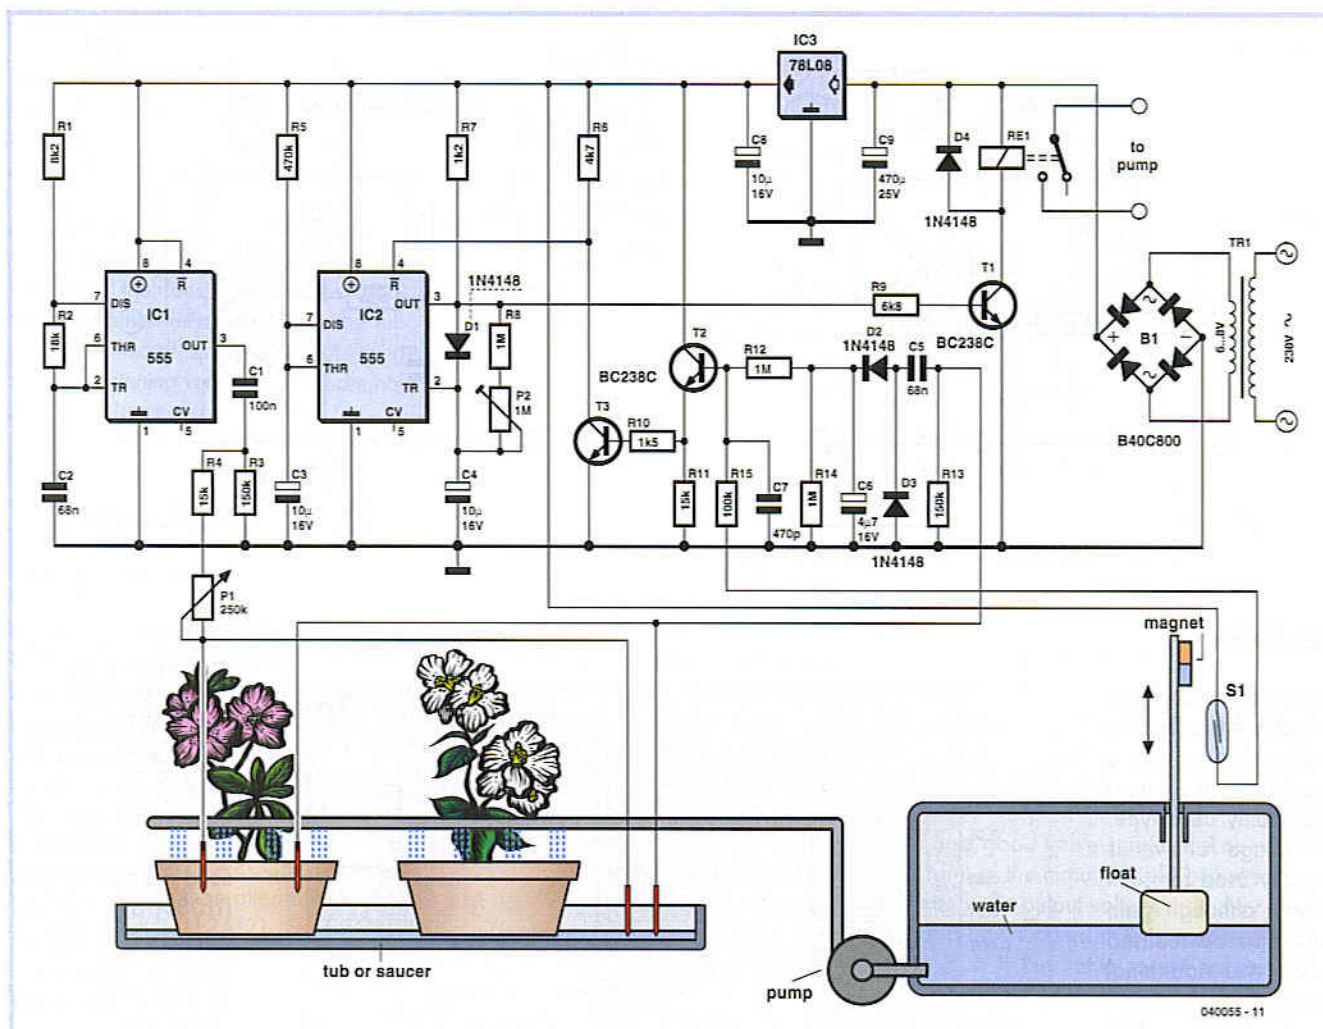 IC3
78L08
R1
8k2
R5
470k
R7
1k2
R6
4k7
C8
10µ
16V
C9
470µ
25V
D4
1N4148
RE1
to
pump
8
4
R
7
DIS
IC1
R2
18k
6
THR
OUT
3
555
2
TR
CV
1
5
C1
100n
C2
68n
R4
15k
R3
150k
8
4
R
IC2
OUT
3
7
DIS
6
THR
555
TR
2
CV
1
5
C3
10µ
16V
1N4148
D1
R8
1M
P2
1M
C4
10µ
16V
R9
6k8
T1
BC238C
T2
BC238C
T3
R10
1k5
R12
1M
D2
1N4148
C5
68n
R11
15k
R15
100k
C7
470p
R14
1M
C6
4µ7
16V
D3
1N4148
R13
150k
TR1
B1
B40C800
6...8V
230V
P1
250k
magnet
S1
float
water
tub or saucer
pump
040055 - 11